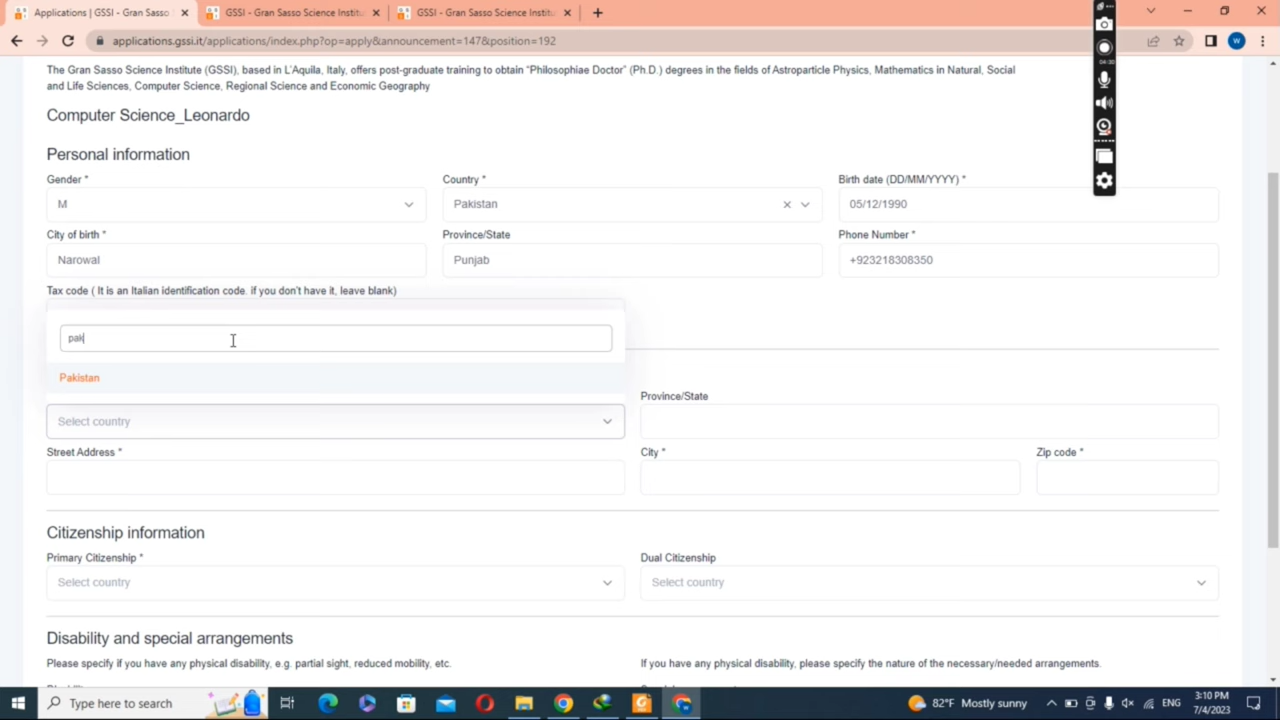 Applications | GSSI - Gran Sasso
GSSI - Gran Sasso Science Institu
GSSI - Gran Sasso Science Institu
applications.gssi.it/applications/index.php?op=apply&announcement=147&position=192
W
04:30
The Gran Sasso Science Institute (GSSI), based in L'Aquila, Italy, offers post-graduate training to obtain "Philosophiae Doctor" (Ph.D.) degrees in the fields of Astroparticle Physics, Mathematics in Natural, Social
and Life Sciences, Computer Science, Regional Science and Economic Geography
Computer Science_Leonardo
Personal information
Gender * Country * Birth date (DD/MM/YYYY) *
M Pakistan 05/12/1990
City of birth * Province/State Phone Number *
Narowal Punjab +923218308350
Tax code ( It is an Italian identification code. if you don't have it, leave blank)
pak
Pakistan
Province/State
Select country
Street Address * City * Zip code *
Citizenship information
Primary Citizenship * Dual Citizenship
Select country Select country
Disability and special arrangements
Please specify if you have any physical disability, e.g. partial sight, reduced mobility, etc. If you have any physical disability, please specify the nature of the necessary/needed arrangements.
Type here to search
82°F Mostly sunny
ENG
3:10 PM
7/4/2023